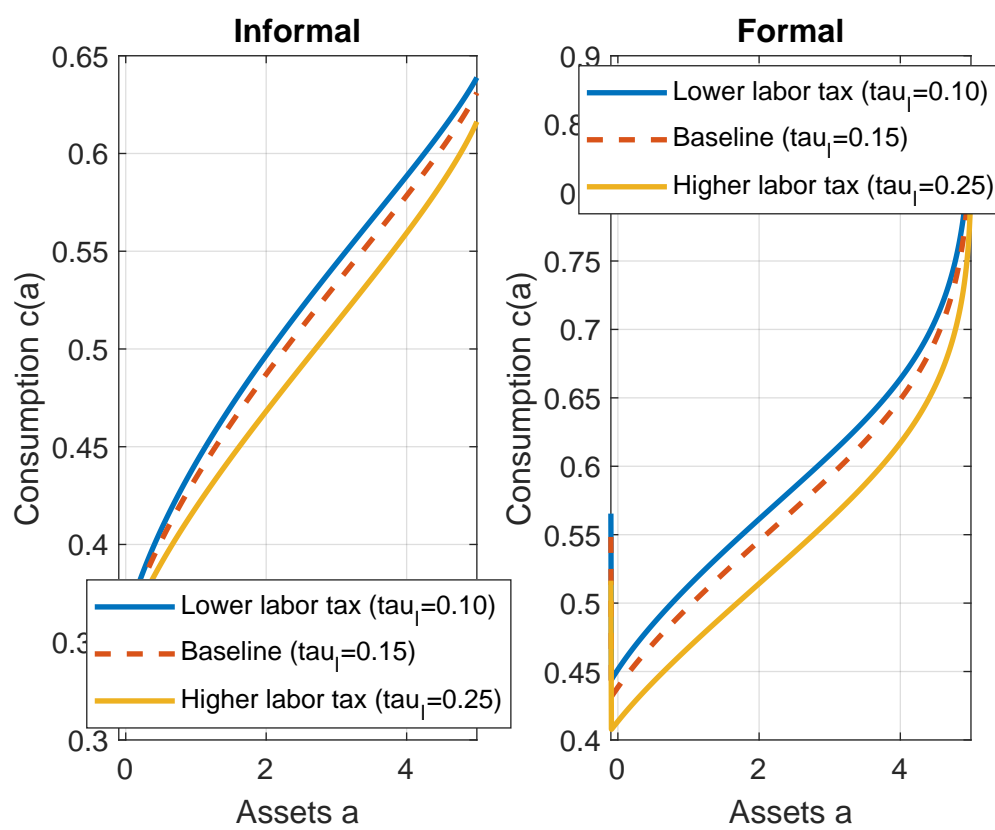 Informal
Consumption c(a)
0.65
0.6
0.55
0.5
0.45
0.4
0.3
0 2 4
Assets a
Lower labor tax (tau_l=0.10)
Baseline (tau_l=0.15)
Higher labor tax (tau_l=0.25)
Formal
Consumption c(a)
0.9
Lower labor tax (tau_l=0.10)
Baseline (tau_l=0.15)
Higher labor tax (tau_l=0.25)
0.75
0.7
0.65
0.6
0.55
0.5
0.45
0.4
0 2 4
Assets a